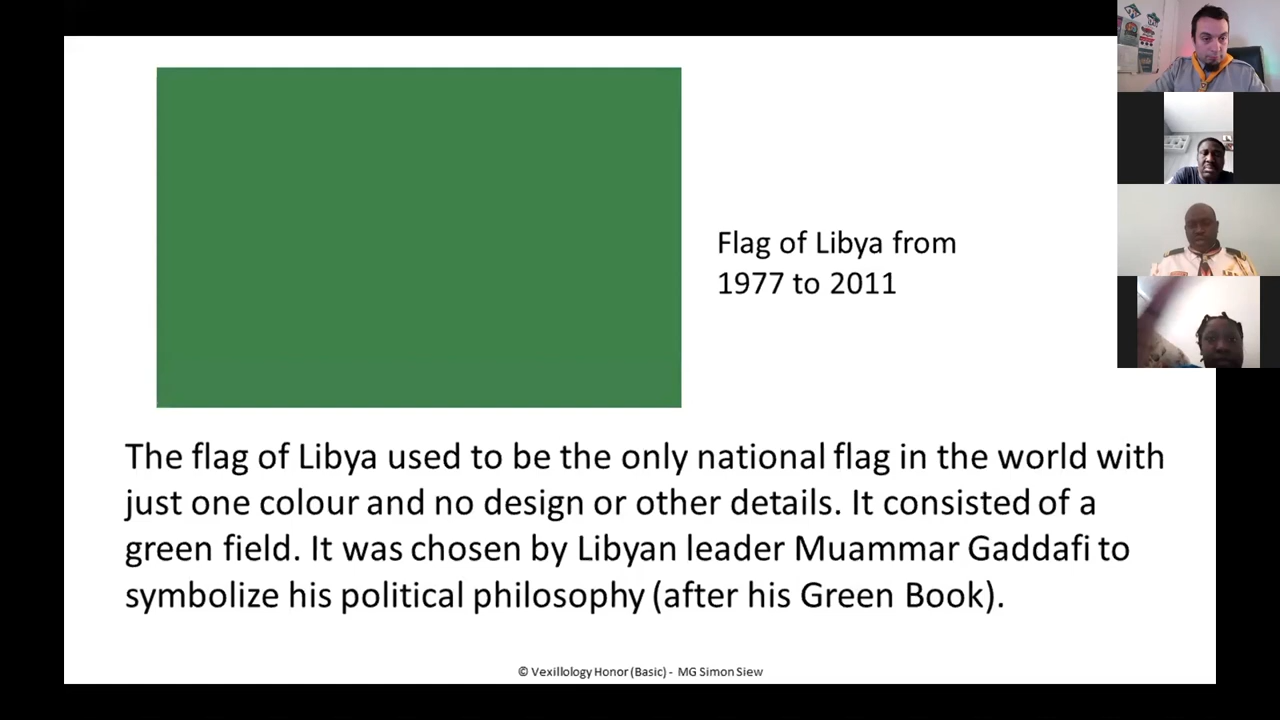 Flag of Libya from
1977 to 2011
The flag of Libya used to be the only national flag in the world with
just one colour and no design or other details. It consisted of a
green field. It was chosen by Libyan leader Muammar Gaddafi to
symbolize his political philosophy (after his Green Book).
© Vexillology Honor (Basic) - MG Simon Siew